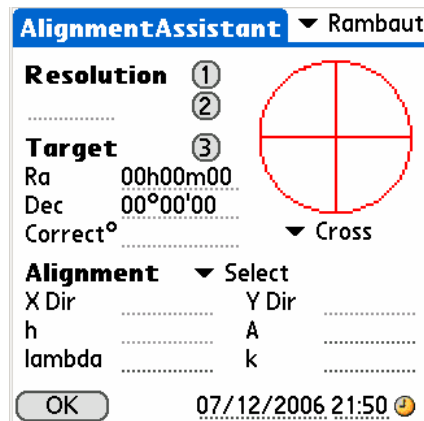 AlignmentAssistant ▼ Rambaut
Resolution 1
2
Target 3
Ra 00h00m00
Dec 00°00'00
Correct°
▼ Cross
Alignment ▼ Select
X Dir Y Dir
h A
lambda k
OK 07/12/2006 21:50